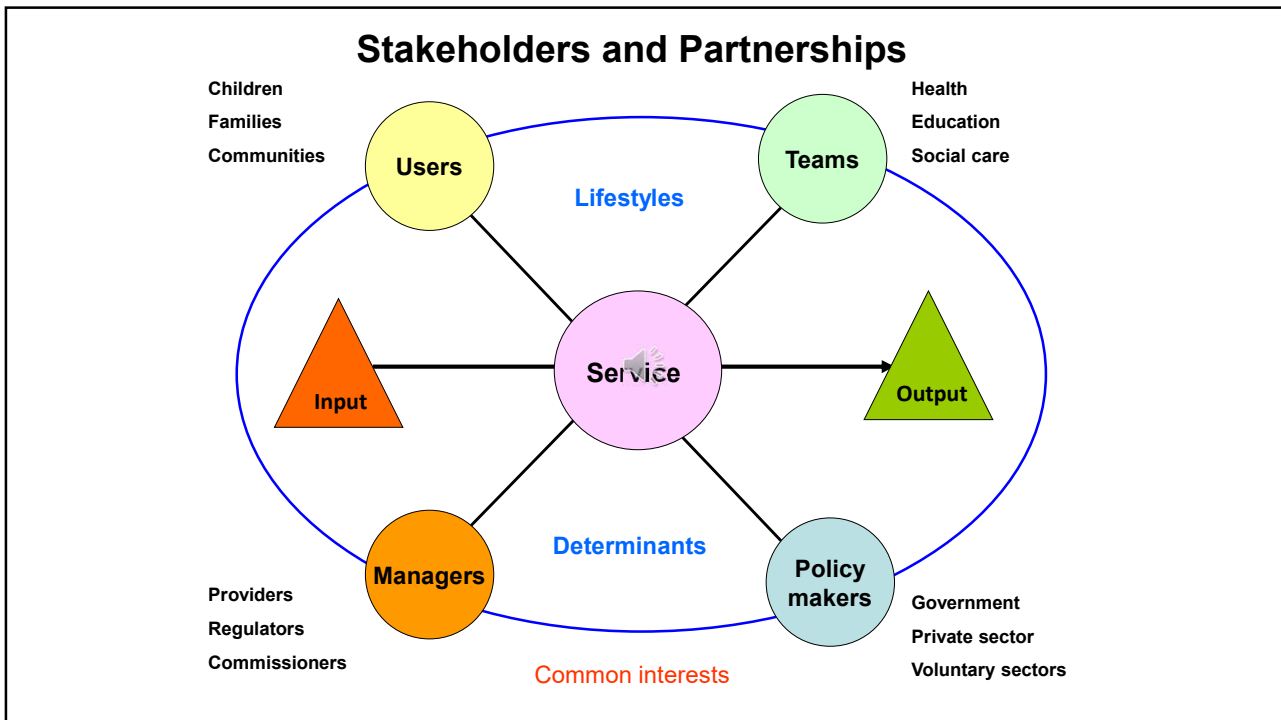 Stakeholders and Partnerships
Children
Families
Communities
Users
Teams
Health
Education
Social care
Lifestyles
Input
Service
Output
Determinants
Managers
Policy
makers
Providers
Regulators
Commissioners
Government
Private sector
Voluntary sectors
Common interests